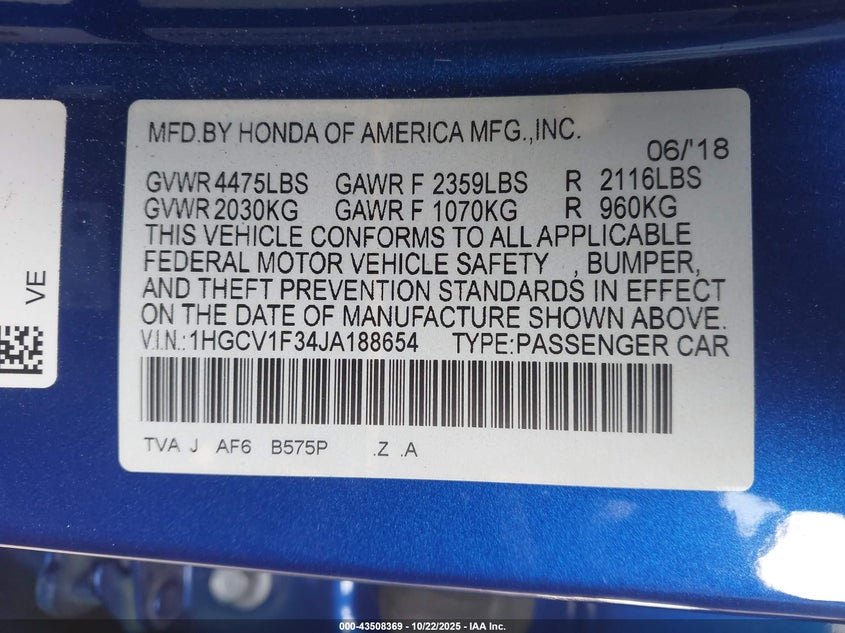 MFD.BY HONDA OF AMERICA MFG.,INC.
06/'18
GVWR 4475LBS GAWR F 2359LBS R 2116LBS
GVWR 2030KG GAWR F 1070KG R 960KG
THIS VEHICLE CONFORMS TO ALL APPLICABLE
FEDERAL MOTOR VEHICLE SAFETY , BUMPER,
AND THEFT PREVENTION STANDARDS IN EFFECT
ON THE DATE OF MANUFACTURE SHOWN ABOVE.
V.I.N.:1HGCV1F34JA188654 TYPE:PASSENGER CAR
TVA J AF6 B575P .Z .A
VE
000-43508369 - 10/22/2025 - IAA Inc.